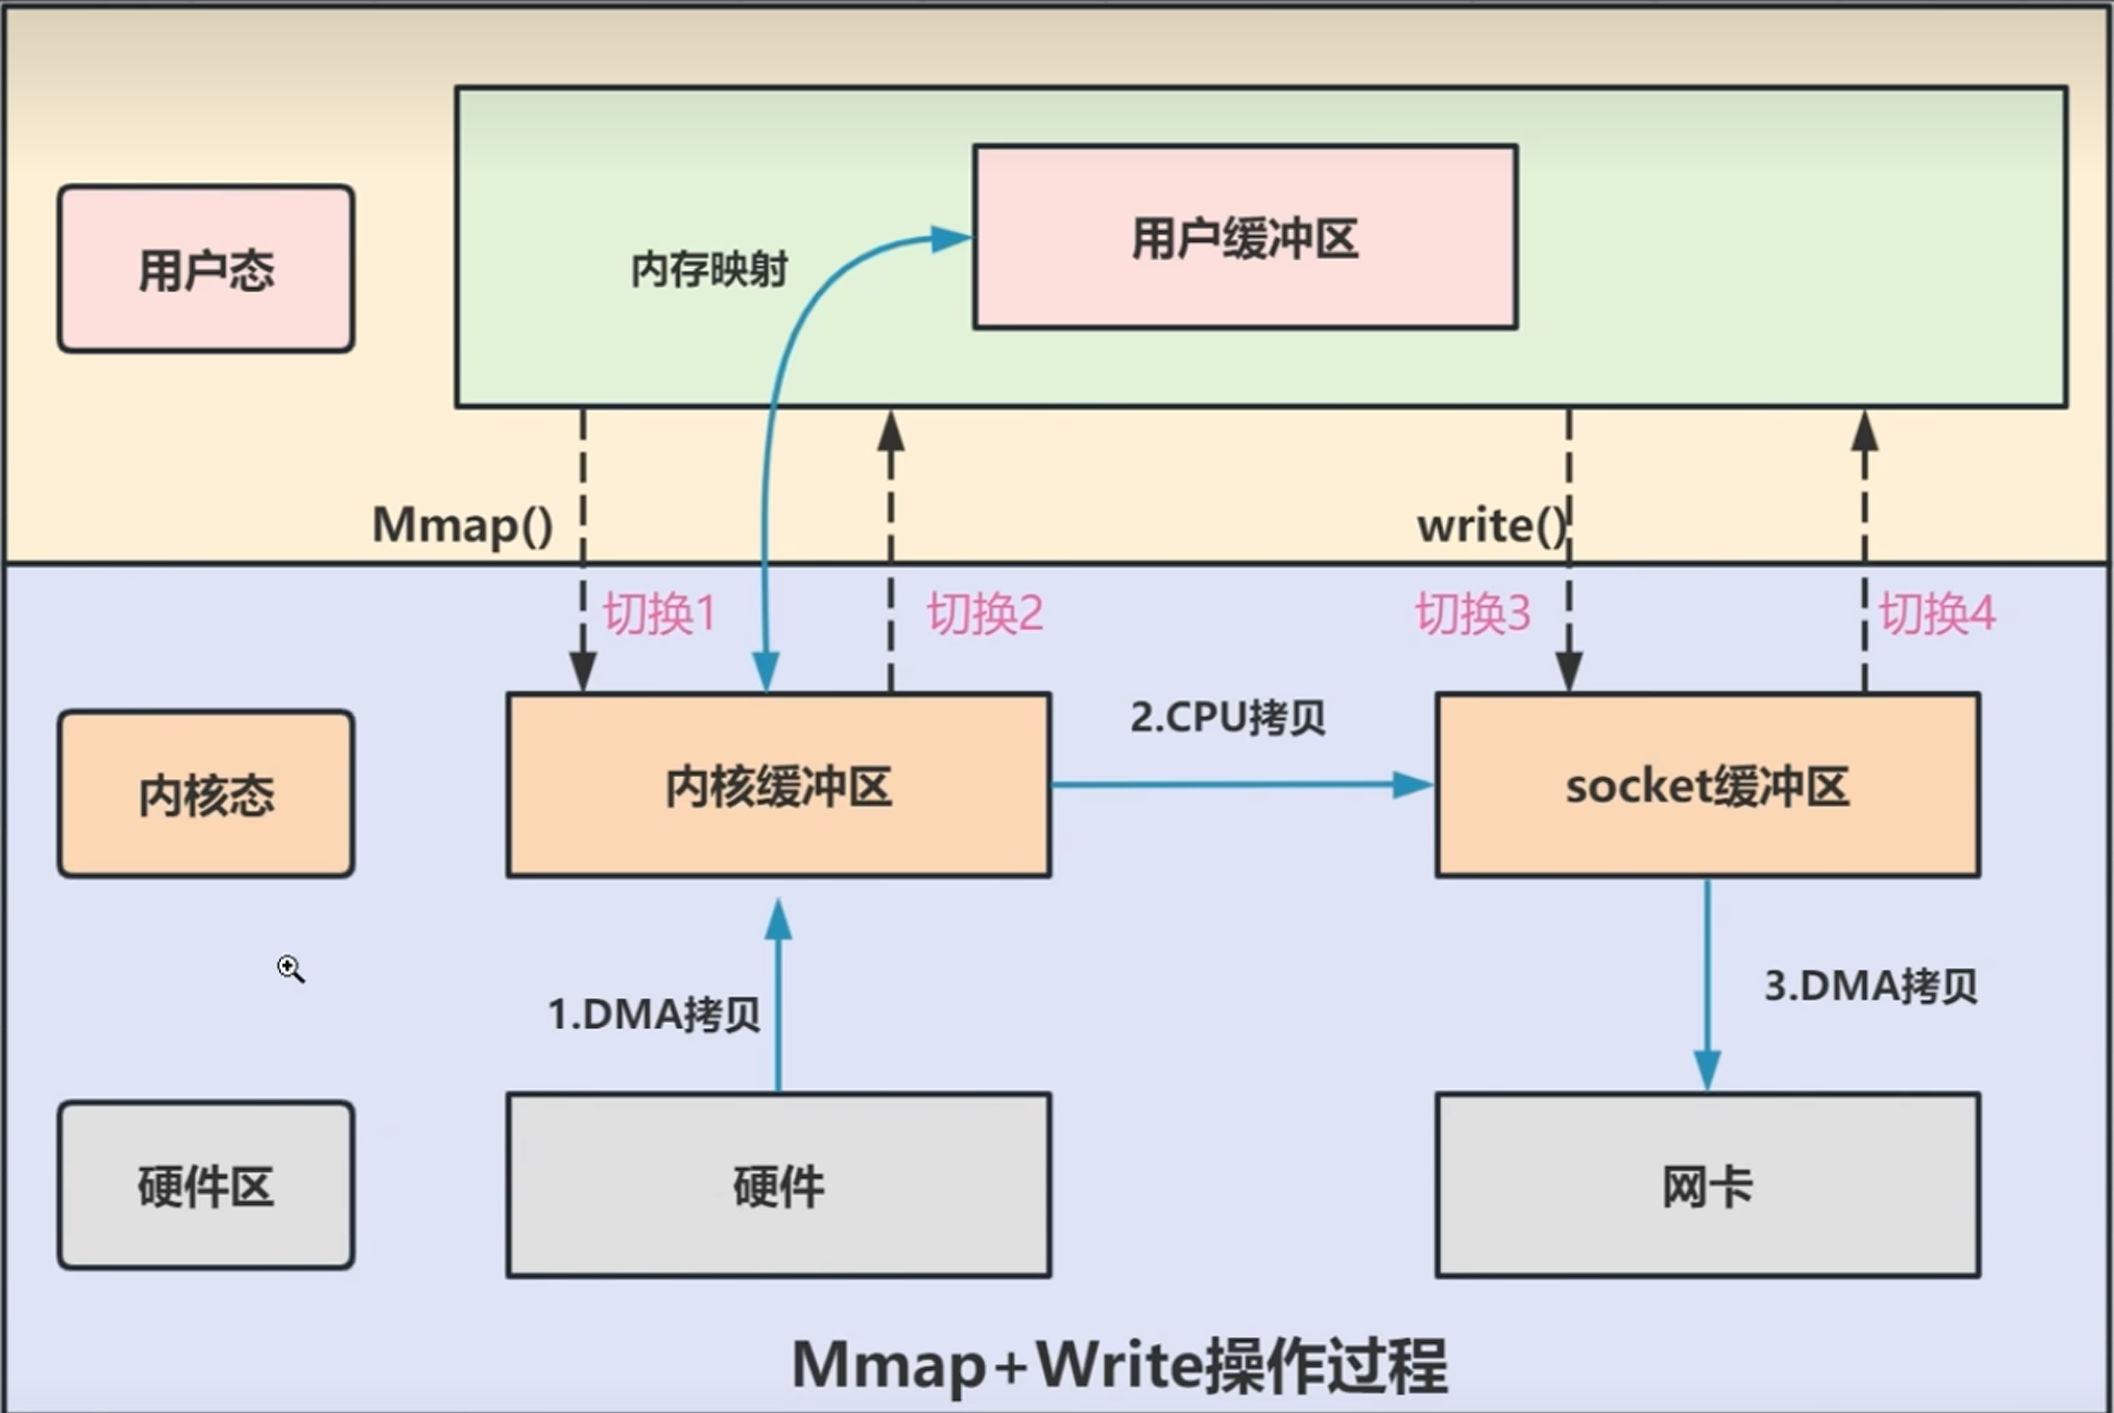 用户缓冲区
用户态
内存映射
Mmap()
write()
切换1
切换2
切换3
切换4
2.CPU拷贝
内核态
内核缓冲区
socket缓冲区
1.DMA拷贝
3.DMA拷贝
硬件区
硬件
网卡
Mmap+Write操作过程